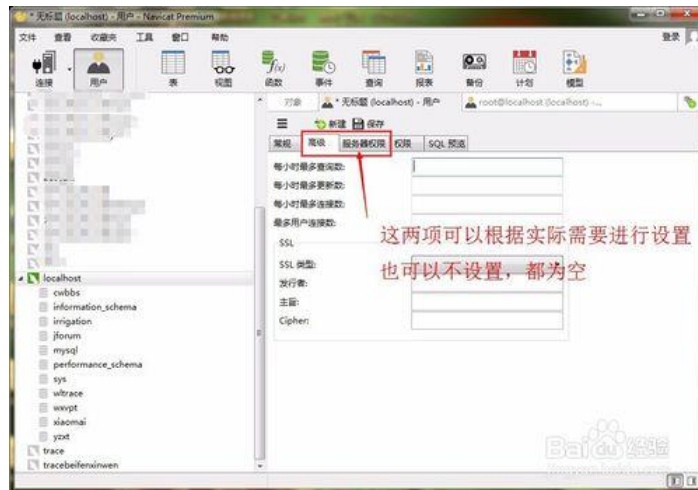 * 无标题 (localhost) - 用户 - Navicat Premium
文件 查看 收藏夹 工具 窗口 帮助 登录
连接 用户 表 视图 函数 事件 查询 报表 备份 计划 模型
对象 * 无标题 (localhost) - 用户 root@localhost (localhost) -...
新建 保存
常规 高级 服务器权限 权限 SQL 预览
每小时最多查询数:
每小时最多更新数:
每小时最多连接数:
最多用户连接数:
这两项可以根据实际需要进行设置
也可以不设置，都为空
SSL
SSL 类型:
发行者:
主旨:
Cipher:
localhost
cwbbs
information_schema
irrigation
jforum
mysql
performance_schema
sys
wltrace
wxvpt
xiaomai
yzxt
trace
tracebeifenxinwen
Baidu 经验
jingyan.baidu.com